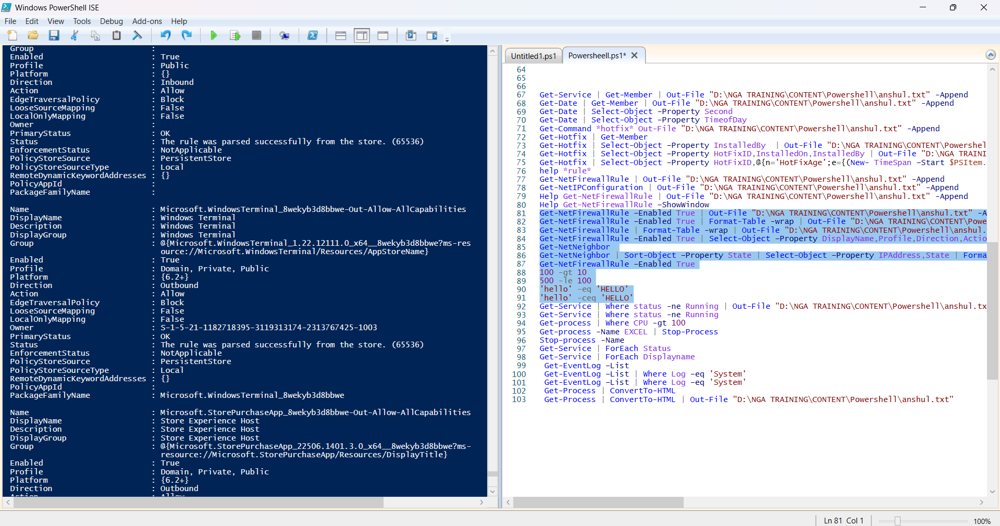 Windows PowerShell ISE
File Edit View Tools Debug Add-ons Help
Group :
Enabled : True
Profile : Public
Platform : {}
Direction : Inbound
Action : Allow
EdgeTraversalPolicy : Block
LooseSourceMapping : False
LocalOnlyMapping : False
Owner :
PrimaryStatus : OK
Status : The rule was parsed successfully from the store. (65536)
EnforcementStatus : NotApplicable
PolicyStoreSource : PersistentStore
PolicyStoreSourceType : Local
RemoteDynamicKeywordAddresses : {}
PolicyAppId :
PackageFamilyName :
Name : Microsoft.WindowsTerminal_8wekyb3d8bbwe-Out-Allow-AllCapabilities
DisplayName : Windows Terminal
Description : Windows Terminal
DisplayGroup : Windows Terminal
Group : @{Microsoft.WindowsTerminal_1.22.12111.0_x64__8wekyb3d8bbwe?ms-res
ource://Microsoft.WindowsTerminal/Resources/AppStoreName}
Enabled : True
Profile : Domain, Private, Public
Platform : {6.2+}
Direction : Outbound
Action : Allow
EdgeTraversalPolicy : Block
LooseSourceMapping : False
LocalOnlyMapping : False
Owner : S-1-5-21-1182718395-3119313174-2313767425-1003
PrimaryStatus : OK
Status : The rule was parsed successfully from the store. (65536)
EnforcementStatus : NotApplicable
PolicyStoreSource : PersistentStore
PolicyStoreSourceType : Local
RemoteDynamicKeywordAddresses : {}
PolicyAppId :
PackageFamilyName : Microsoft.WindowsTerminal_8wekyb3d8bbwe
Name : Microsoft.StorePurchaseApp_8wekyb3d8bbwe-Out-Allow-AllCapabilities
DisplayName : Store Experience Host
Description : Store Experience Host
DisplayGroup : Store Experience Host
Group : @{Microsoft.StorePurchaseApp_22506.1401.3.0_x64__8wekyb3d8bbwe?ms-
resource://Microsoft.StorePurchaseApp/Resources/DisplayTitle}
Enabled : True
Profile : Domain, Private, Public
Platform : {6.2+}
Direction : Outbound
Action : Allow
Untitled1.ps1 Powersheell.ps1*
64
65
66
67 Get-Service | Get-Member | Out-File "D:\NGA TRAINING\CONTENT\Powershell\anshul.txt" -Append
68 Get-Date | Get-Member | Out-File "D:\NGA TRAINING\CONTENT\Powershell\anshul.txt" -Append
69 Get-Date | Select-Object -Property Second
70 Get-Date | Select-Object -Property TimeofDay
71 Get-Command *hotfix* Out-File "D:\NGA TRAINING\CONTENT\Powershell\anshul.txt" -Append
72 Get-Hotfix | Get-Member
73 Get-Hotfix | Select-Object -Property InstalledBy | Out-File "D:\NGA TRAINING\CONTENT\Powershel
74 Get-Hotfix | Select-Object -Property HotFixID,InstalledOn,InstalledBy | Out-File "D:\NGA TRAINI
75 Get-Hotfix | Select-Object -Property HotFixID,@{n='HotFixAge';e={(New- TimeSpan -Start $PSItem.
76 help *rule*
77 Get-NetFirewallRule | Out-File "D:\NGA TRAINING\CONTENT\Powershell\anshul.txt" -Append
78 Get-NetIPConfiguration | Out-File "D:\NGA TRAINING\CONTENT\Powershell\anshul.txt" -Append
79 Help Get-NetFirewallRule | Out-File "D:\NGA TRAINING\CONTENT\Powershell\anshul.txt" -Append
80 Help Get-NetFirewallRule -ShowWindow
81 Get-NetFirewallRule -Enabled True | Out-File "D:\NGA TRAINING\CONTENT\Powershell\anshul.txt" -A
82 Get-NetFirewallRule -Enabled True | Format-Table -wrap | Out-File "D:\NGA TRAINING\CONTENT\Powe
83 Get-NetFirewallRule | Format-Table -wrap | Out-File "D:\NGA TRAINING\CONTENT\Powershell\anshul.
84 Get-NetFirewallRule -Enabled True | Select-Object -Property DisplayName,Profile,Direction,Actio
85 Get-NetNeighbor
86 Get-NetNeighbor | Sort-Object -Property State | Select-Object -Property IPAddress,State | Forma
87 Get-NetFirewallRule -Enabled True
88 100 -gt 10
89 500 -le 100
90 'hello' -eq 'HELLO'
91 'hello' -ceq 'HELLO'
92 Get-Service | Where status -ne Running | Out-File "D:\NGA TRAINING\CONTENT\Powershell\anshul.tx
93 Get-Service | Where status -ne Running
94 Get-process | Where CPU -gt 100
95 Get-process -Name EXCEL | Stop-Process
96 Stop-process -Name
97 Get-Service | ForEach Status
98 Get-Service | ForEach Displayname
99 Get-EventLog -List
100 Get-EventLog -List | Where Log -eq 'System'
101 Get-EventLog -List | Where Log -eq 'System'
102 Get-Process | ConvertTo-HTML
103 Get-Process | ConvertTo-HTML | Out-File "D:\NGA TRAINING\CONTENT\Powershell\anshul.txt"
Ln 81 Col 1 100%